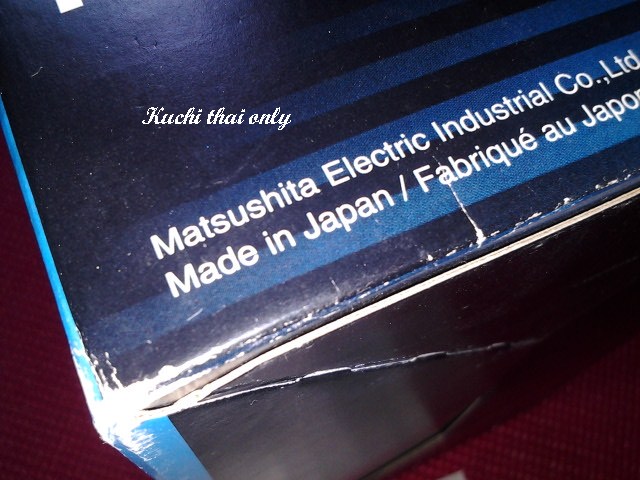 Kuchi thai only
Matsushita Electric Industrial Co.,Ltd
Made in Japan / Fabriqué au Japon